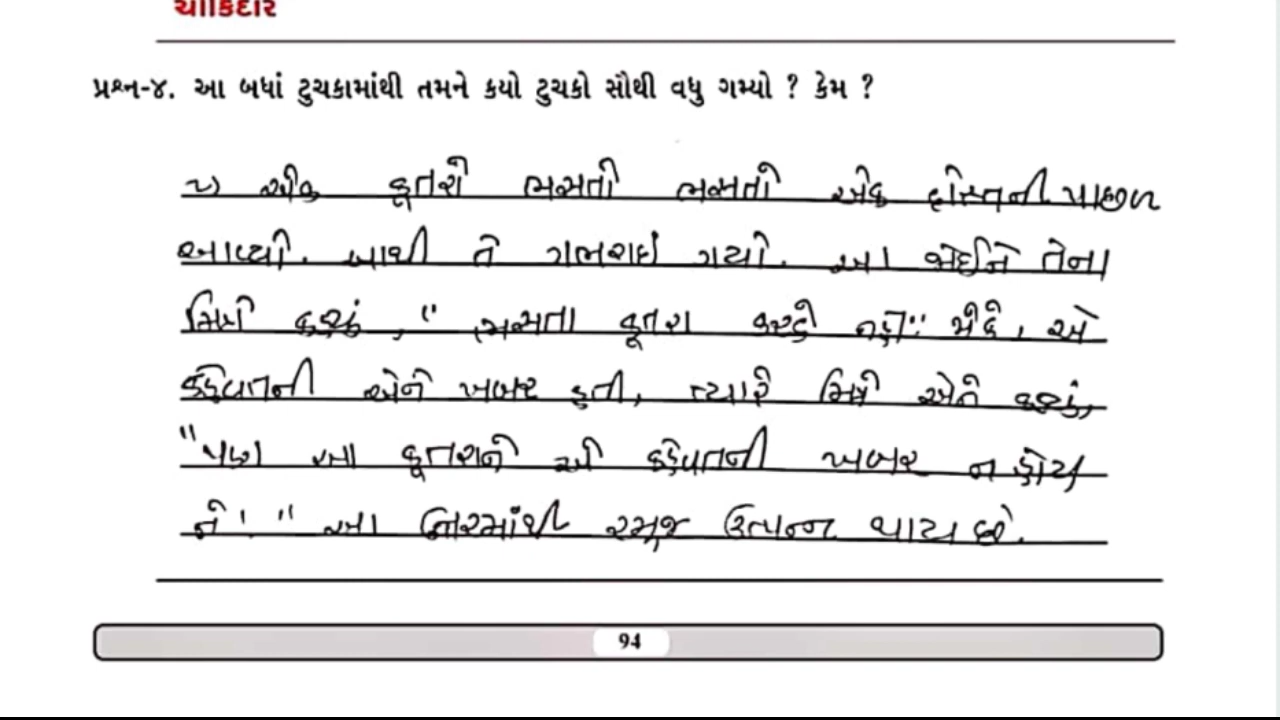 ચોકીદાર
પ્રશ્ન-૪. આ બધાં ટુચકામાંથી તમને કયો ટુચકો સૌથી વધુ ગમ્યો ? કેમ ?
૫) એક કૂતરો ભસતો ભસતો એક દોસ્તની પાછળ
આવ્યો. આથી તે ગભરાઈ ગયો. આ જોઈને તેના
મિત્રે કહ્યું, " ભસતા કૂતરા કરડે નહીં" એ
કહેવતની એને ખબર હતી, ત્યારે મિત્રે એને કહ્યું,
"પણ આ કૂતરાને એ કહેવતની ખબર ન હોય
ને! " આ રમૂજ ઉત્પન્ન થાય છે.
94